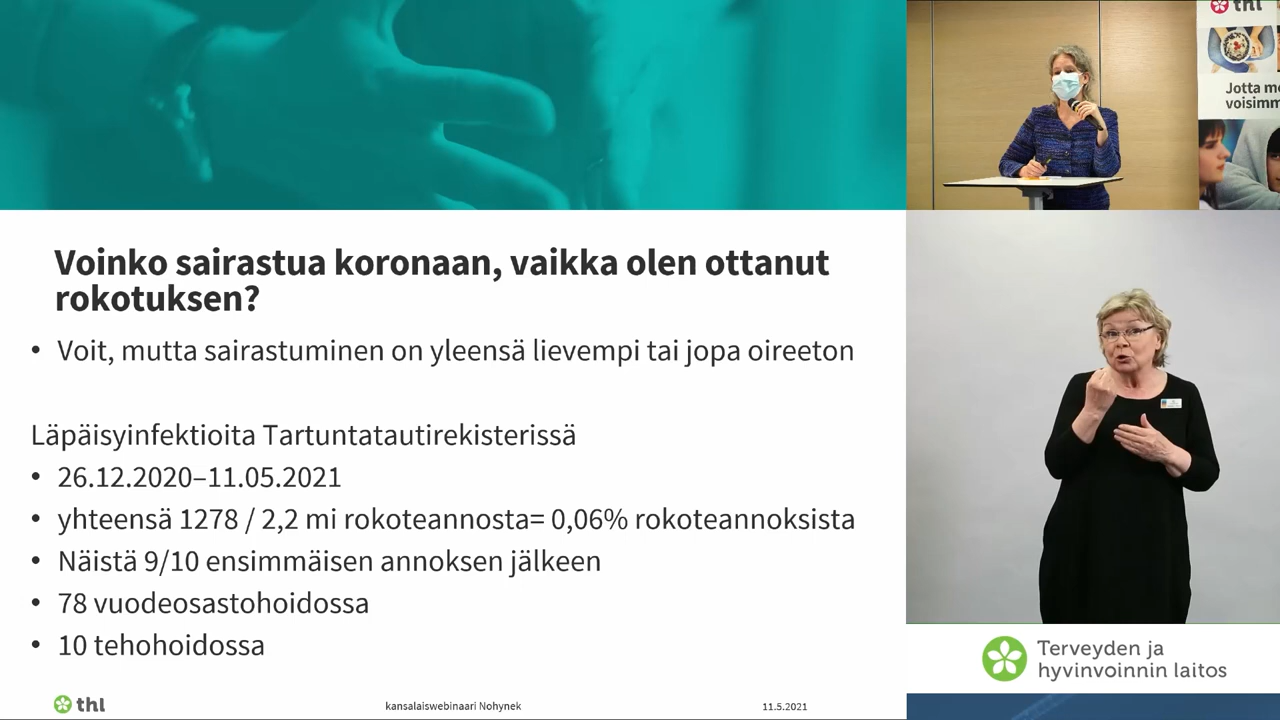 Voinko sairastua koronaan, vaikka olen ottanut
rokotuksen?
• Voit, mutta sairastuminen on yleensä lievempi tai jopa oireeton
Läpäisyinfektioita Tartuntatautirekisterissä
• 26.12.2020–11.05.2021
• yhteensä 1278 / 2,2 mi rokoteannosta= 0,06% rokoteannoksista
• Näistä 9/10 ensimmäisen annoksen jälkeen
• 78 vuodeosastohoidossa
• 10 tehohoidossa
thl
kansalaiswebinaari Nohynek
11.5.2021
thl
Jotta
voisimm
Terveyden ja
hyvinvoinnin laitos